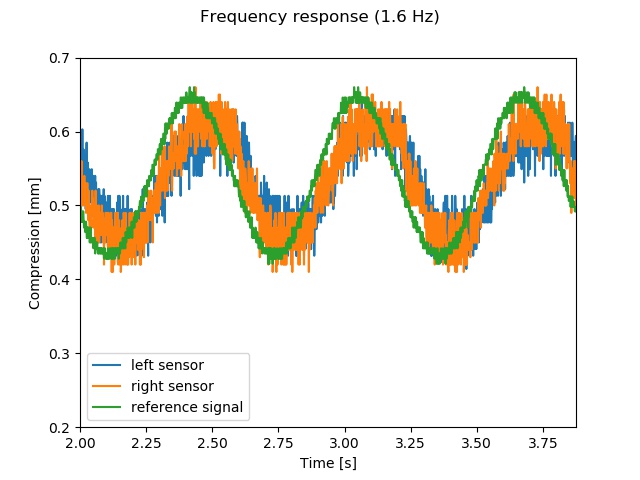 Frequency response (1.6 Hz)
0.7
0.6
0.5
0.4
0.3
0.2
Compression [mm]
left sensor
right sensor
reference signal
2.00 2.25 2.50 2.75 3.00 3.25 3.50 3.75
Time [s]